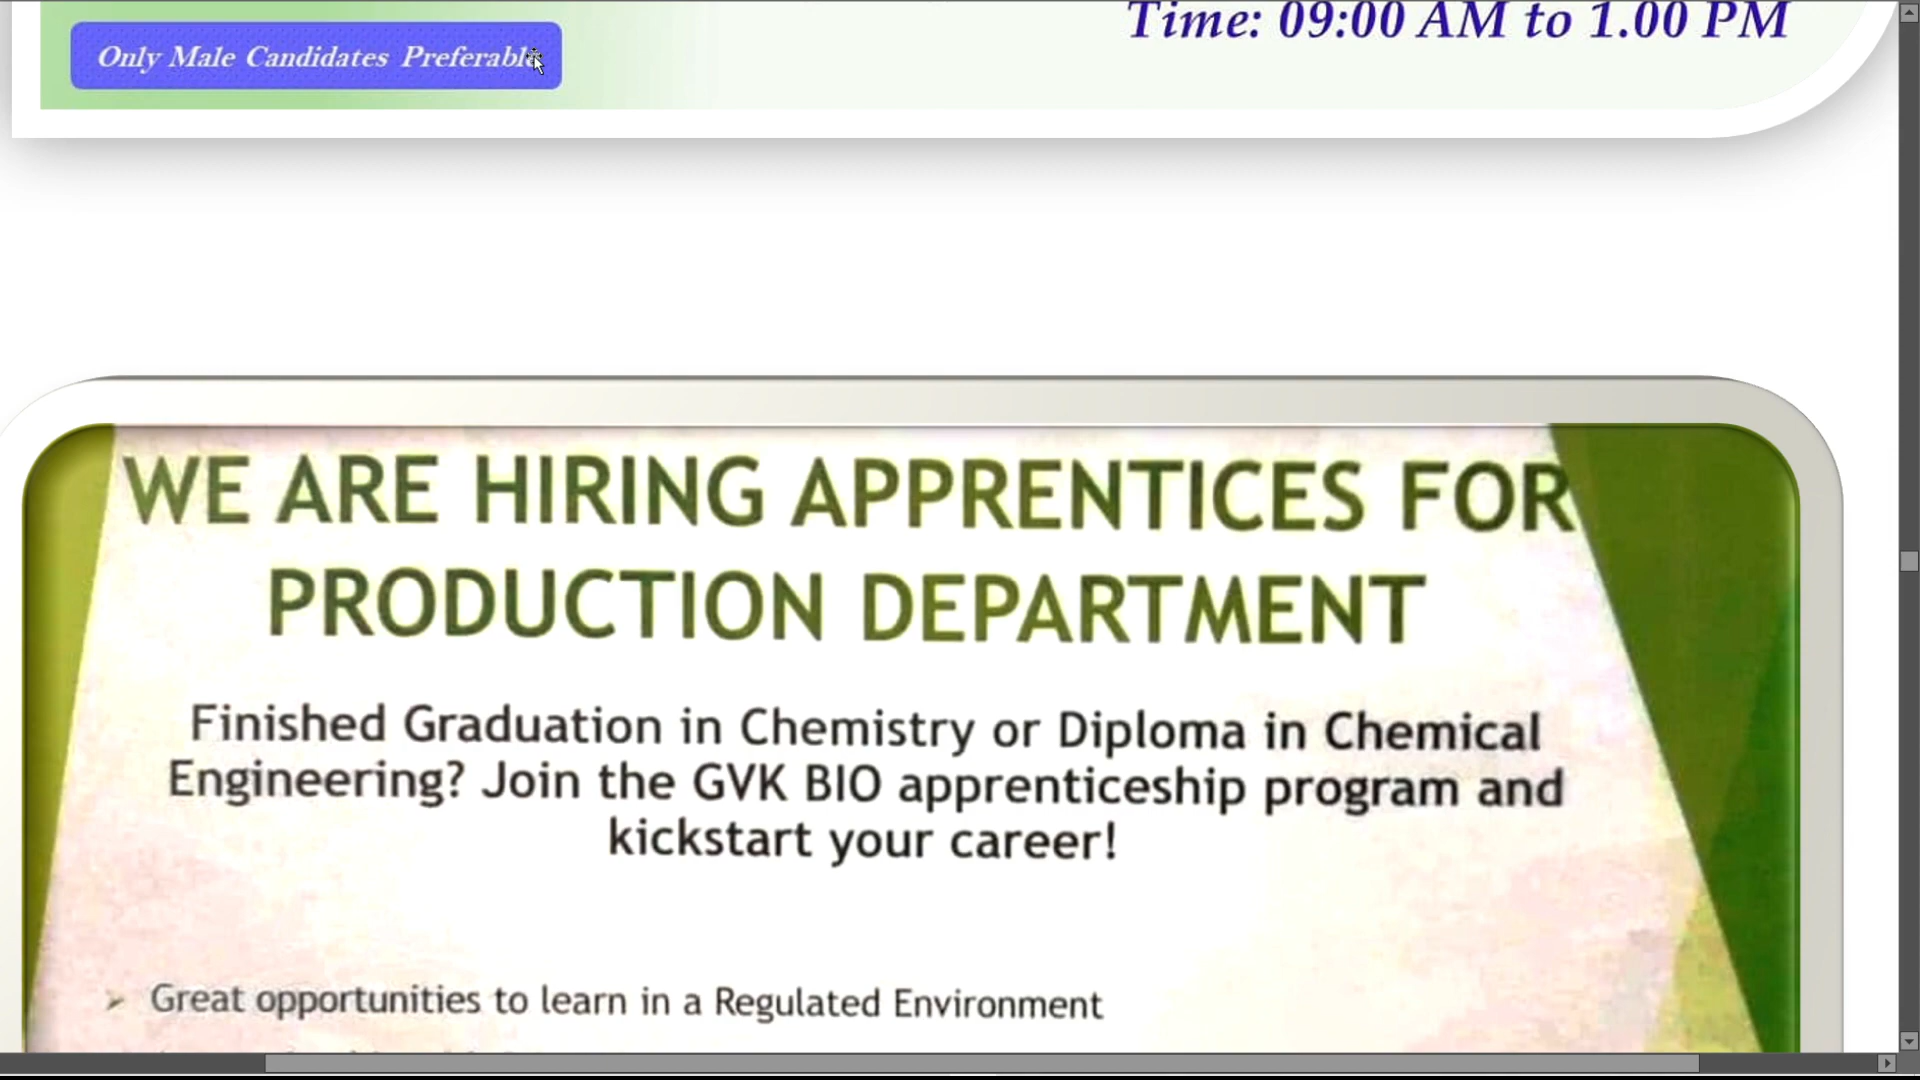 Time: 09:00 AM to 1.00 PM
Only Male Candidates Preferable
WE ARE HIRING APPRENTICES FOR
PRODUCTION DEPARTMENT
Finished Graduation in Chemistry or Diploma in Chemical
Engineering? Join the GVK BIO apprenticeship program and
kickstart your career!
➢ Great opportunities to learn in a Regulated Environment